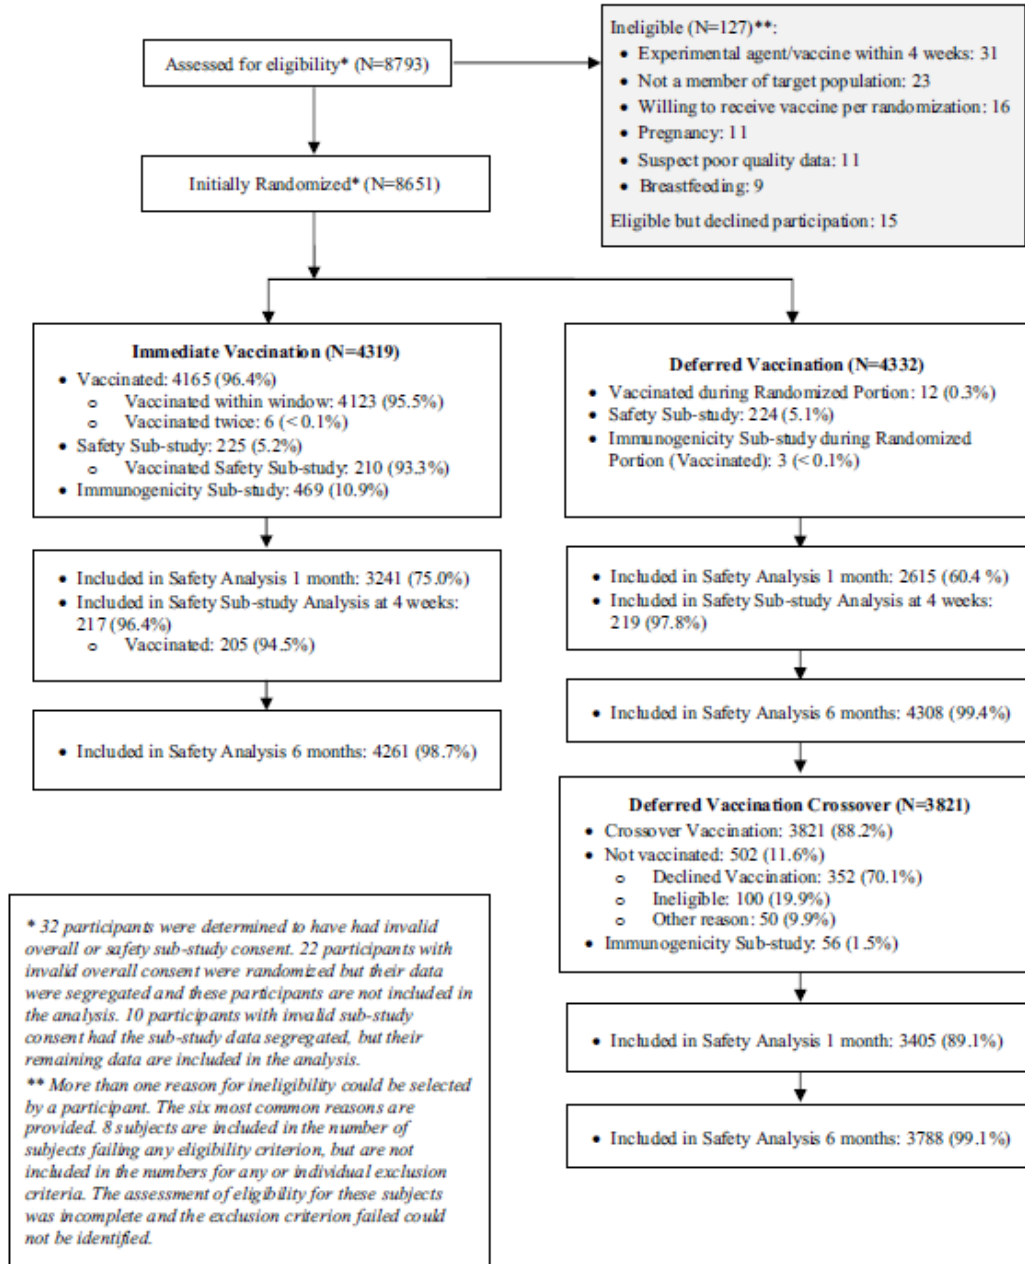 Assessed for eligibility* (N=8793)
Ineligible (N=127)**:
• Experimental agent/vaccine within 4 weeks: 31
• Not a member of target population: 23
• Willing to receive vaccine per randomization: 16
• Pregnancy: 11
• Suspect poor quality data: 11
• Breastfeeding: 9
Eligible but declined participation: 15
Initially Randomized* (N=8651)
Immediate Vaccination (N=4319)
• Vaccinated: 4165 (96.4%)
o Vaccinated within window: 4123 (95.5%)
o Vaccinated twice: 6 (< 0.1%)
• Safety Sub-study: 225 (5.2%)
o Vaccinated Safety Sub-study: 210 (93.3%)
• Immunogenicity Sub-study: 469 (10.9%)
Deferred Vaccination (N=4332)
• Vaccinated during Randomized Portion: 12 (0.3%)
• Safety Sub-study: 224 (5.1%)
• Immunogenicity Sub-study during Randomized
Portion (Vaccinated): 3 (< 0.1%)
• Included in Safety Analysis 1 month: 3241 (75.0%)
• Included in Safety Sub-study Analysis at 4 weeks:
217 (96.4%)
o Vaccinated: 205 (94.5%)
• Included in Safety Analysis 1 month: 2615 (60.4 %)
• Included in Safety Sub-study Analysis at 4 weeks:
219 (97.8%)
• Included in Safety Analysis 6 months: 4261 (98.7%)
• Included in Safety Analysis 6 months: 4308 (99.4%)
Deferred Vaccination Crossover (N=3821)
• Crossover Vaccination: 3821 (88.2%)
• Not vaccinated: 502 (11.6%)
o Declined Vaccination: 352 (70.1%)
o Ineligible: 100 (19.9%)
o Other reason: 50 (9.9%)
• Immunogenicity Sub-study: 56 (1.5%)
• Included in Safety Analysis 1 month: 3405 (89.1%)
• Included in Safety Analysis 6 months: 3788 (99.1%)
* 32 participants were determined to have had invalid
overall or safety sub-study consent. 22 participants with
invalid overall consent were randomized but their data
were segregated and these participants are not included in
the analysis. 10 participants with invalid sub-study
consent had the sub-study data segregated, but their
remaining data are included in the analysis.
** More than one reason for ineligibility could be selected
by a participant. The six most common reasons are
provided. 8 subjects are included in the number of
subjects failing any eligibility criterion, but are not
included in the numbers for any or individual exclusion
criteria. The assessment of eligibility for these subjects
was incomplete and the exclusion criterion failed could
not be identified.